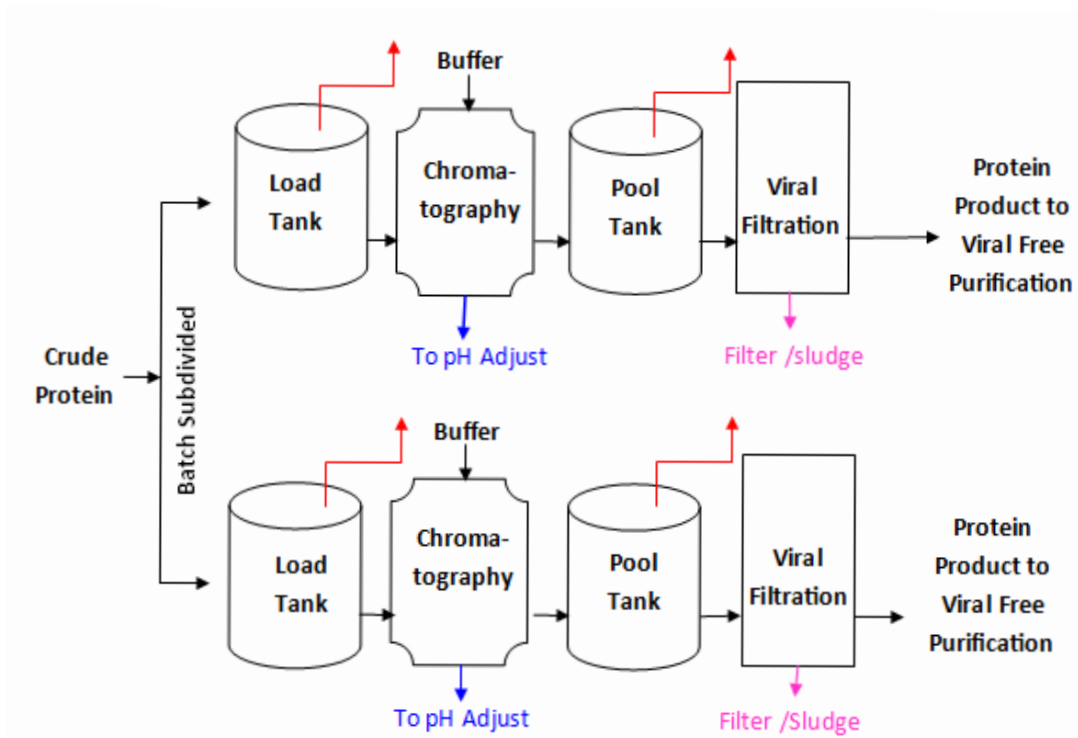 Buffer
Load
Tank
Chroma-
tography
Pool
Tank
Viral
Filtration
Protein
Product to
Viral Free
Purification
To pH Adjust
Filter /sludge
Crude
Protein
Batch Subdivided
Buffer
Load
Tank
Chroma-
tography
Pool
Tank
Viral
Filtration
Protein
Product to
Viral Free
Purification
To pH Adjust
Filter /Sludge